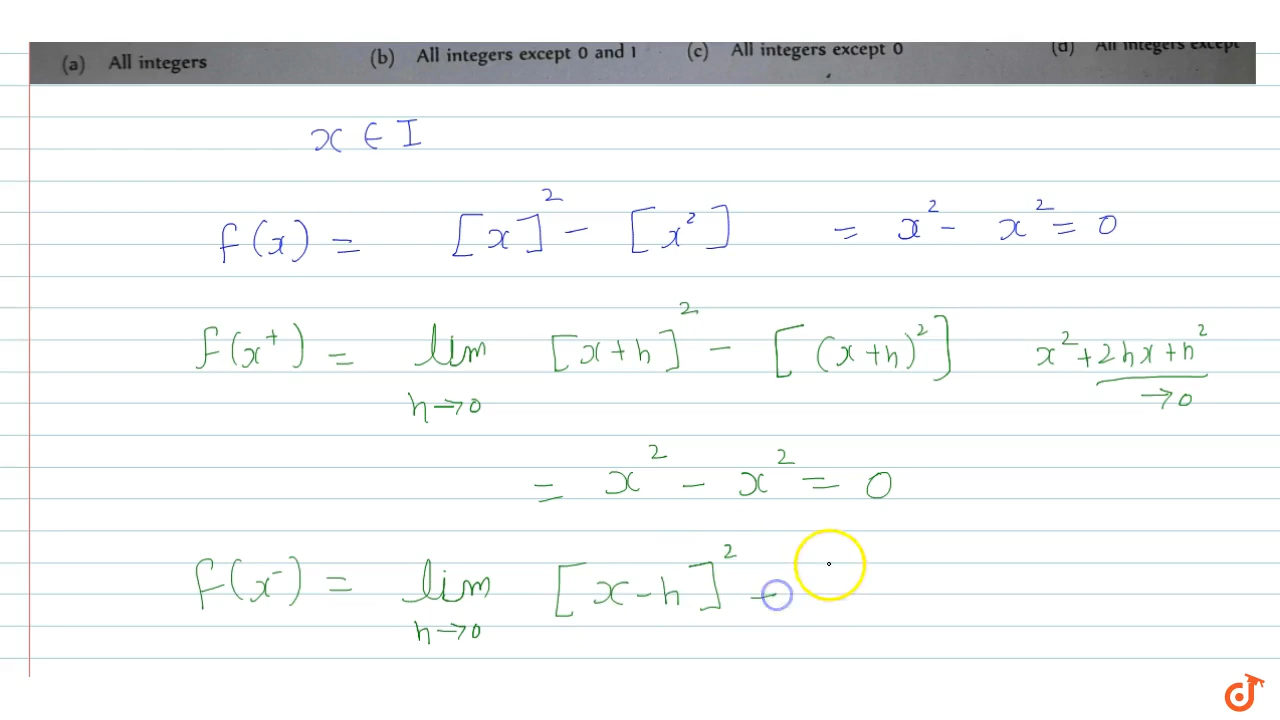 (a) All integers (b) All integers except 0 and 1 (c) All integers except 0 (d) All integers except
x ∈ I
f(x) = [x]² - [x²] = x² - x² = 0
f(x⁺) = lim [x+h]² - [(x+h)²] x² + 2hx + h²
h→0 →0
= x² - x² = 0
f(x⁻) = lim [x-h]² -
h→0